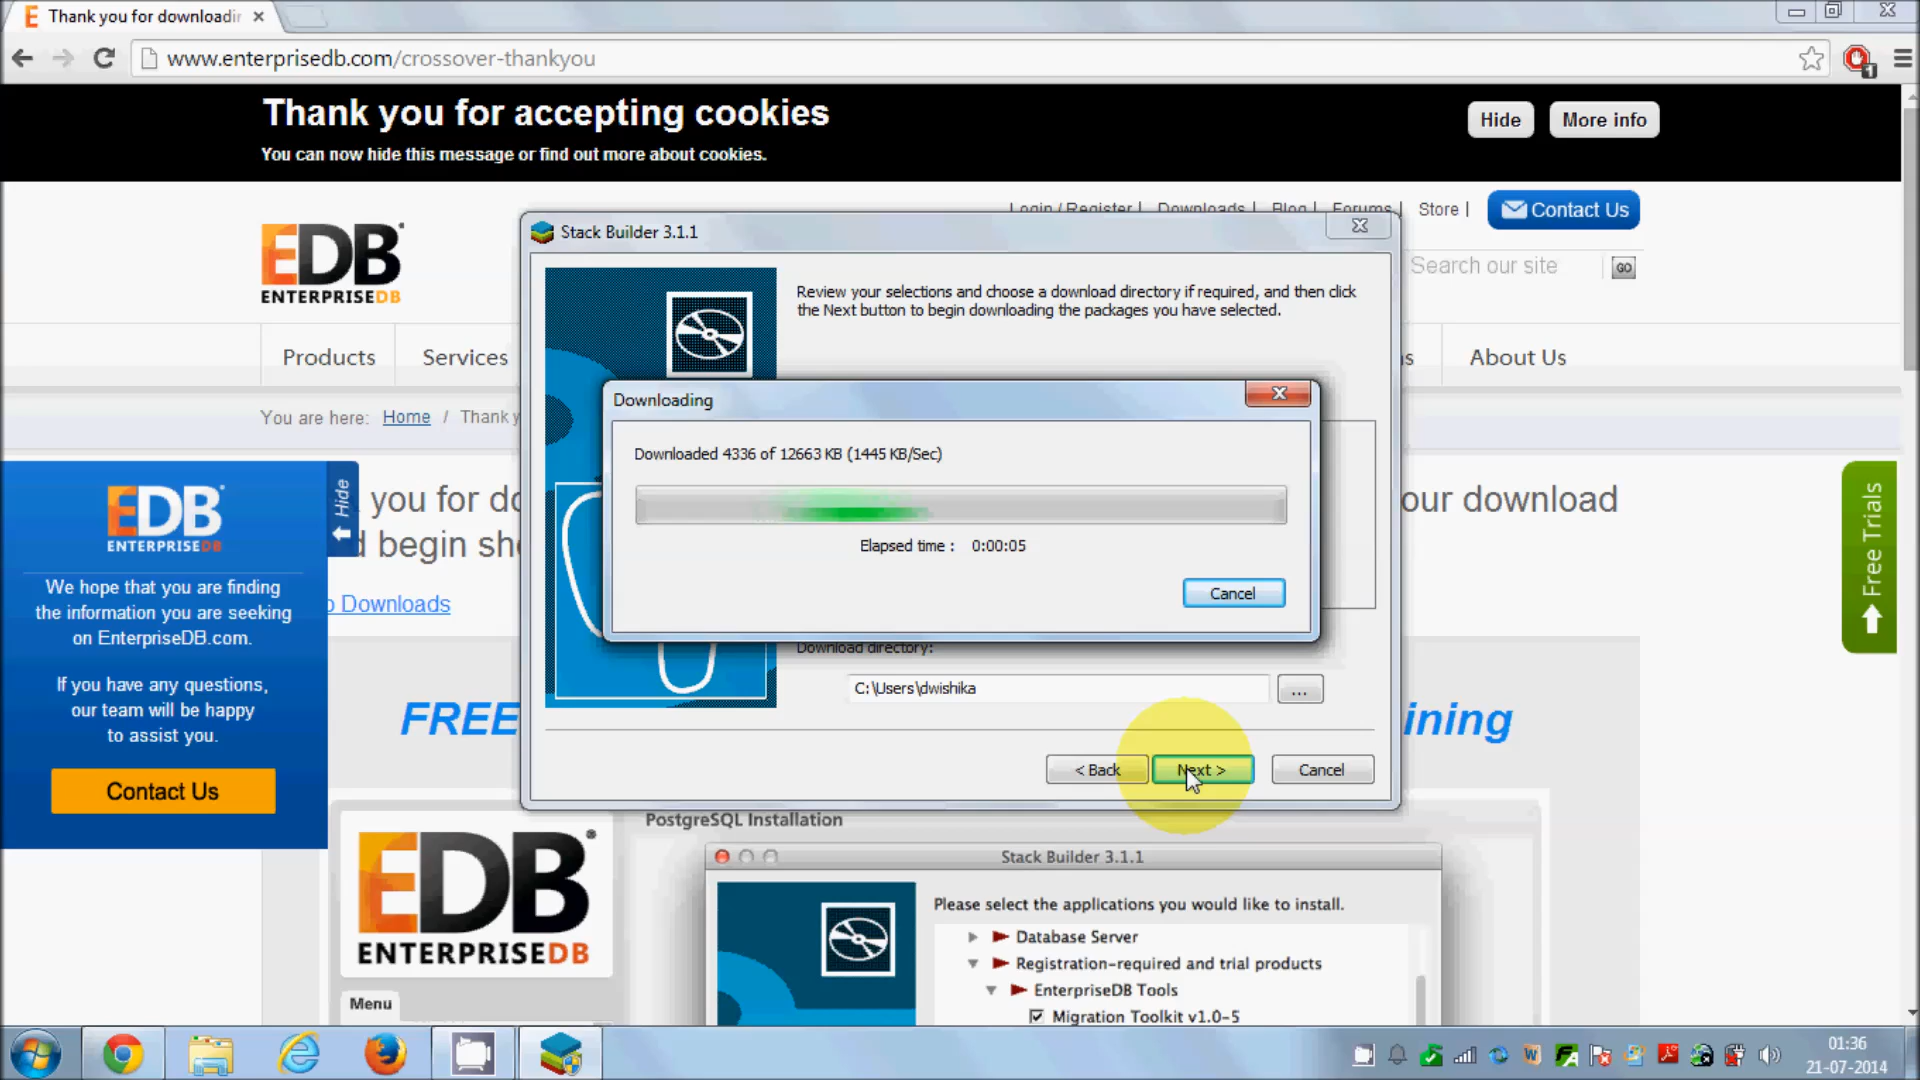 Thank you for downloadin
www.enterprisedb.com/crossover-thankyou
1
Thank you for accepting cookies
You can now hide this message or find out more about cookies.
Hide
More info
Login / Register | Downloads | Blog | Forums | Store |
Contact Us
EDB
ENTERPRISEDB
Search our site
GO
Products
Services
About Us
You are here: Home / Thank y
Stack Builder 3.1.1
Review your selections and choose a download directory if required, and then click
the Next button to begin downloading the packages you have selected.
Downloading
Downloaded 4336 of 12663 KB (1445 KB/Sec)
Elapsed time : 0:00:05
Cancel
Download directory:
C:\Users\dwishika
...
< Back
Next >
Cancel
EDB
ENTERPRISEDB
Hide
We hope that you are finding
the information you are seeking
on EnterpriseDB.com.
If you have any questions,
our team will be happy
to assist you.
Contact Us
you for do
our download
d begin sho
o Downloads
Free Trials
FREE
ining
EDB
ENTERPRISEDB
Menu
PostgreSQL Installation
Stack Builder 3.1.1
Please select the applications you would like to install.
Database Server
Registration-required and trial products
EnterpriseDB Tools
Migration Toolkit v1.0-5
01:36
21-07-2014